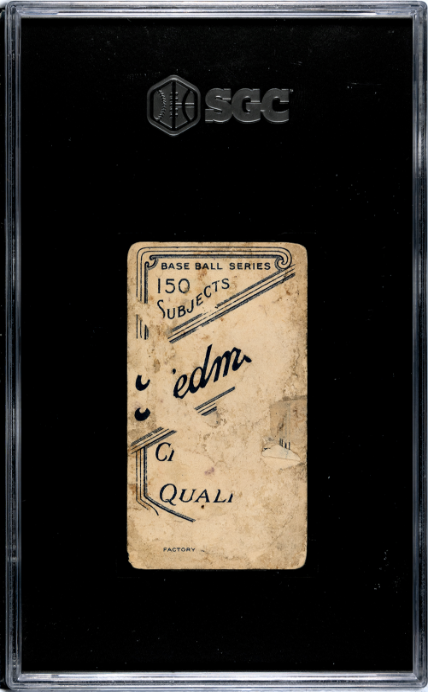 SGC
BASE BALL SERIES
150
SUBJECTS
edm
QUALI
FACTORY